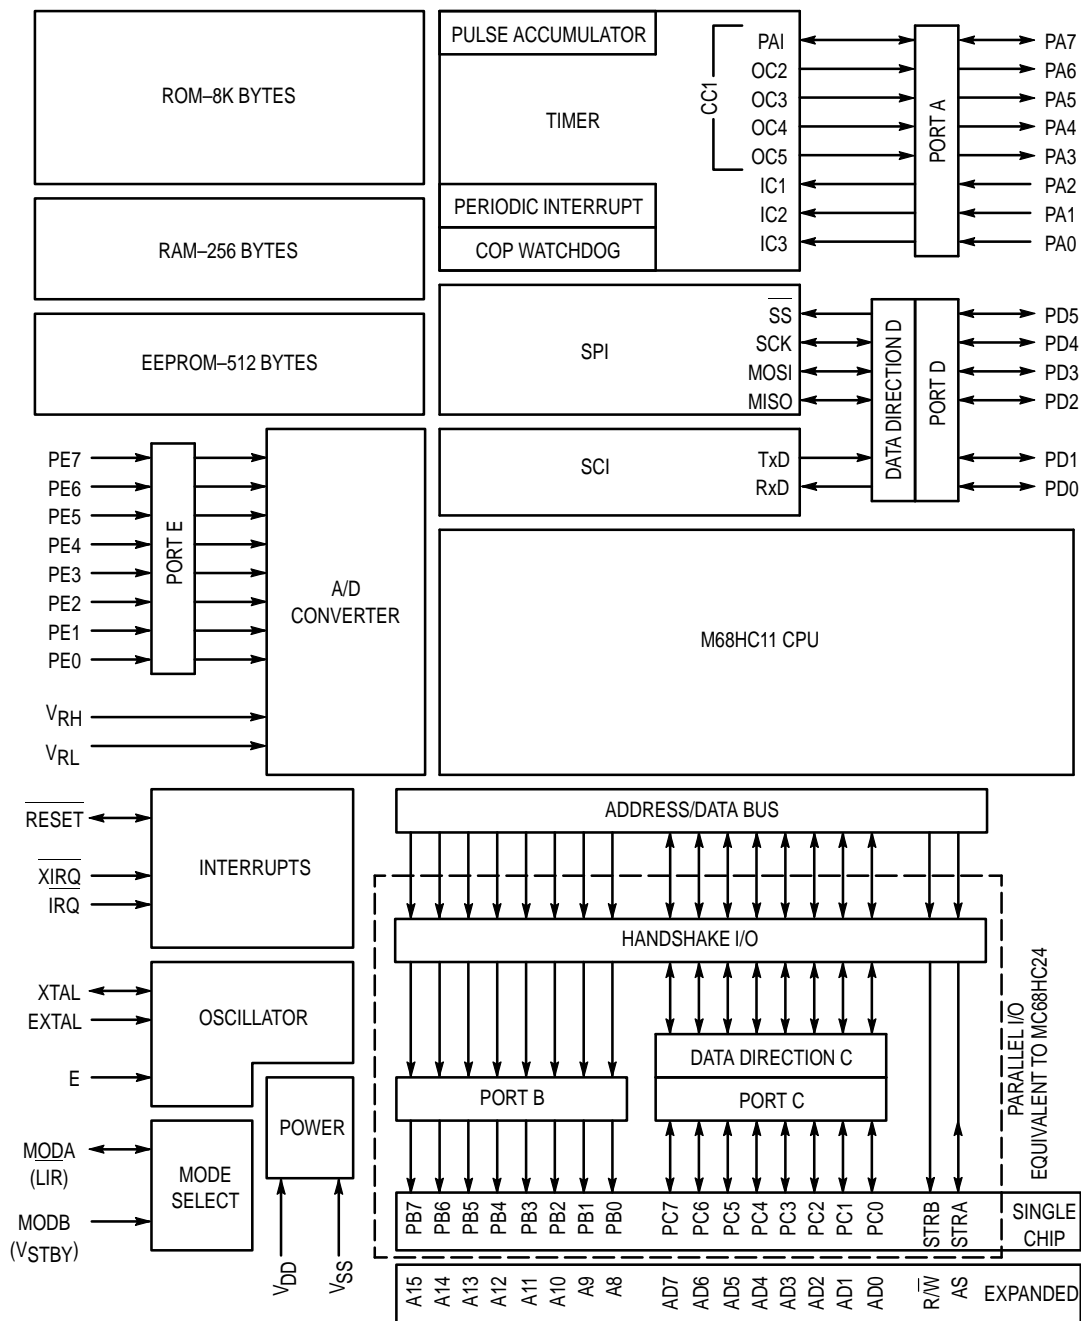 ROM–8K BYTES
RAM–256 BYTES
EEPROM–512 BYTES
PULSE ACCUMULATOR
TIMER
PERIODIC INTERRUPT
COP WATCHDOG
CC1
PAI
OC2
OC3
OC4
OC5
IC1
IC2
IC3
PORT A
PA7
PA6
PA5
PA4
PA3
PA2
PA1
PA0
SPI
SS
SCK
MOSI
MISO
SCI
TxD
RxD
DATA DIRECTION D
PORT D
PD5
PD4
PD3
PD2
PD1
PD0
PE7
PE6
PE5
PE4
PE3
PE2
PE1
PE0
PORT E
VRH
VRL
A/D
CONVERTER
M68HC11 CPU
RESET
XIRQ
IRQ
INTERRUPTS
XTAL
EXTAL
E
OSCILLATOR
POWER
VDD
VSS
MODA
(LIR)
MODB
(VSTBY)
MODE
SELECT
ADDRESS/DATA BUS
HANDSHAKE I/O
DATA DIRECTION C
PORT B
PORT C
PARALLEL I/O
EQUIVALENT TO MC68HC24
PB7
PB6
PB5
PB4
PB3
PB2
PB1
PB0
PC7
PC6
PC5
PC4
PC3
PC2
PC1
PC0
STRB
STRA
SINGLE
CHIP
A15
A14
A13
A12
A11
A10
A9
A8
AD7
AD6
AD5
AD4
AD3
AD2
AD1
AD0
R/W
AS
EXPANDED